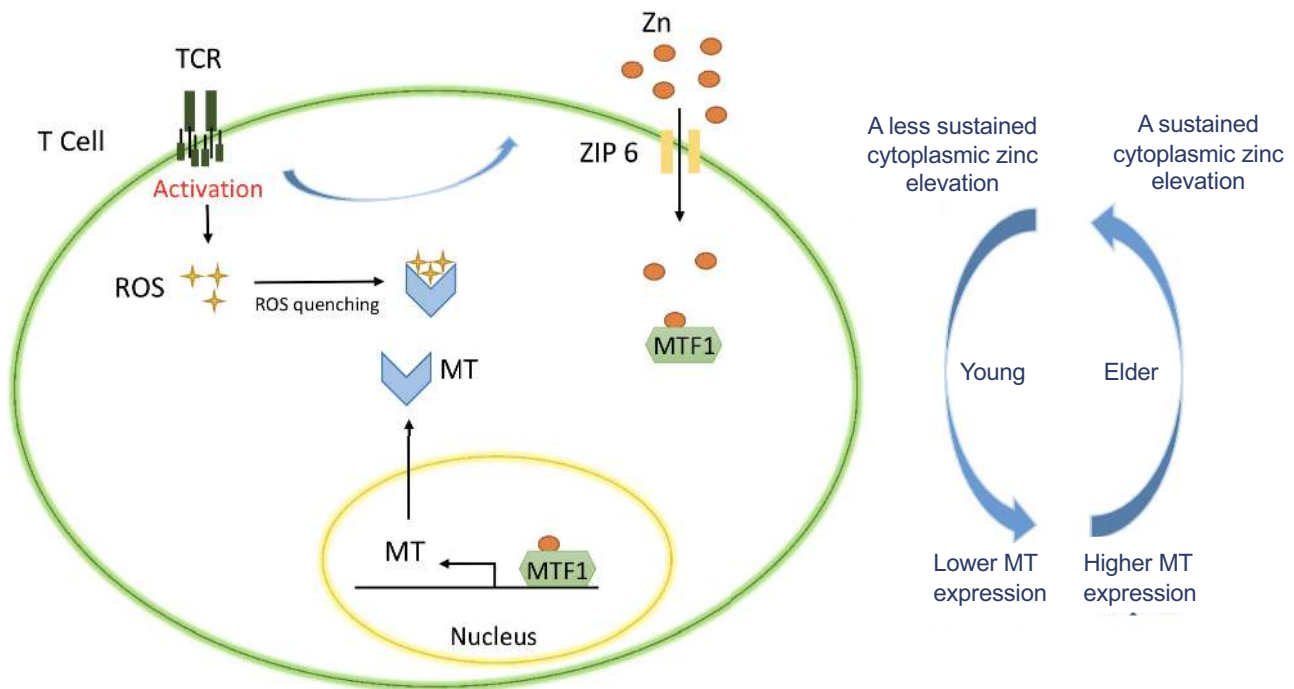 Zn
TCR
T Cell
ZIP 6
Activation
ROS
ROS quenching
MTF1
MT
MT
MTF1
Nucleus
A less sustained
cytoplasmic zinc
elevation
A sustained
cytoplasmic zinc
elevation
Young
Elder
Lower MT
expression
Higher MT
expression